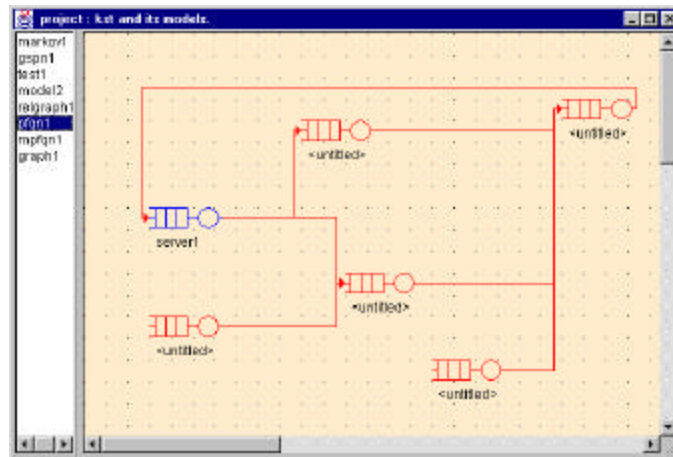 project : kst and its models.
markov1
gspn1
test1
model2
relgraph1
pfqn1
mpfqn1
graph1
<untitled>
<untitled>
server1
<untitled>
<untitled>
<untitled>